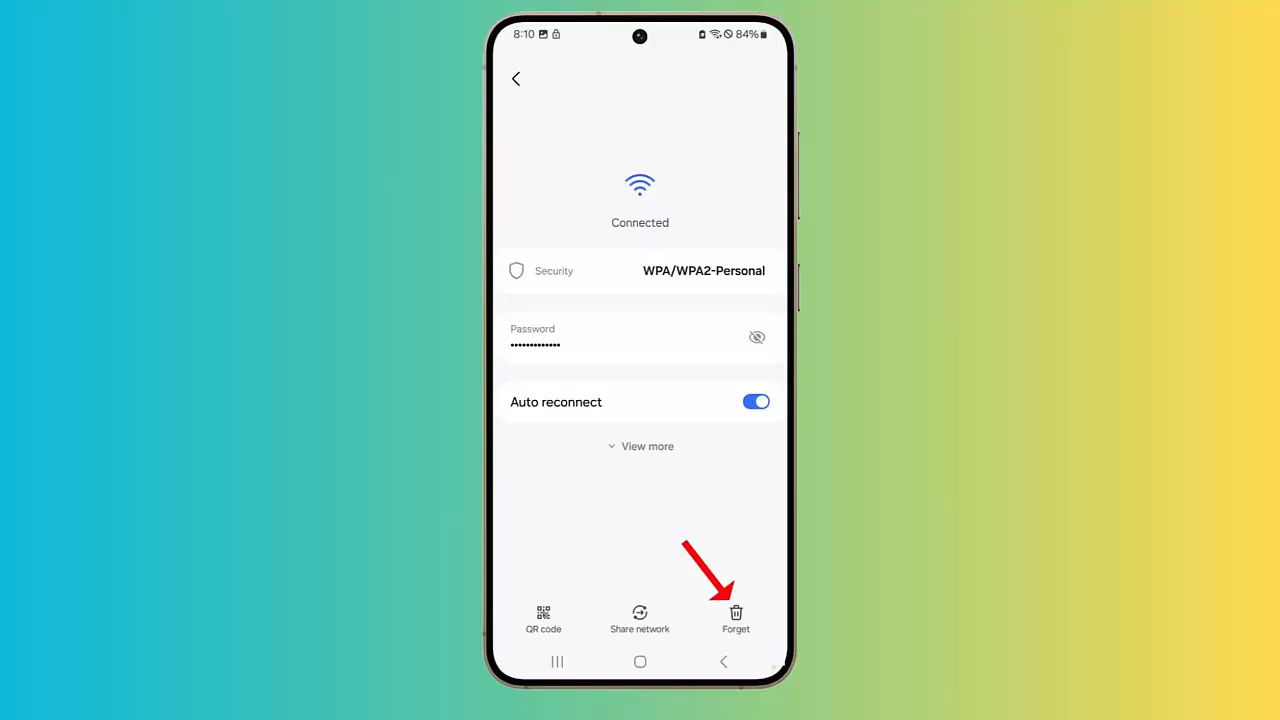 8:10 84%
Connected
Security WPA/WPA2-Personal
Password
•••••••••••••
Auto reconnect
View more
QR code Share network Forget